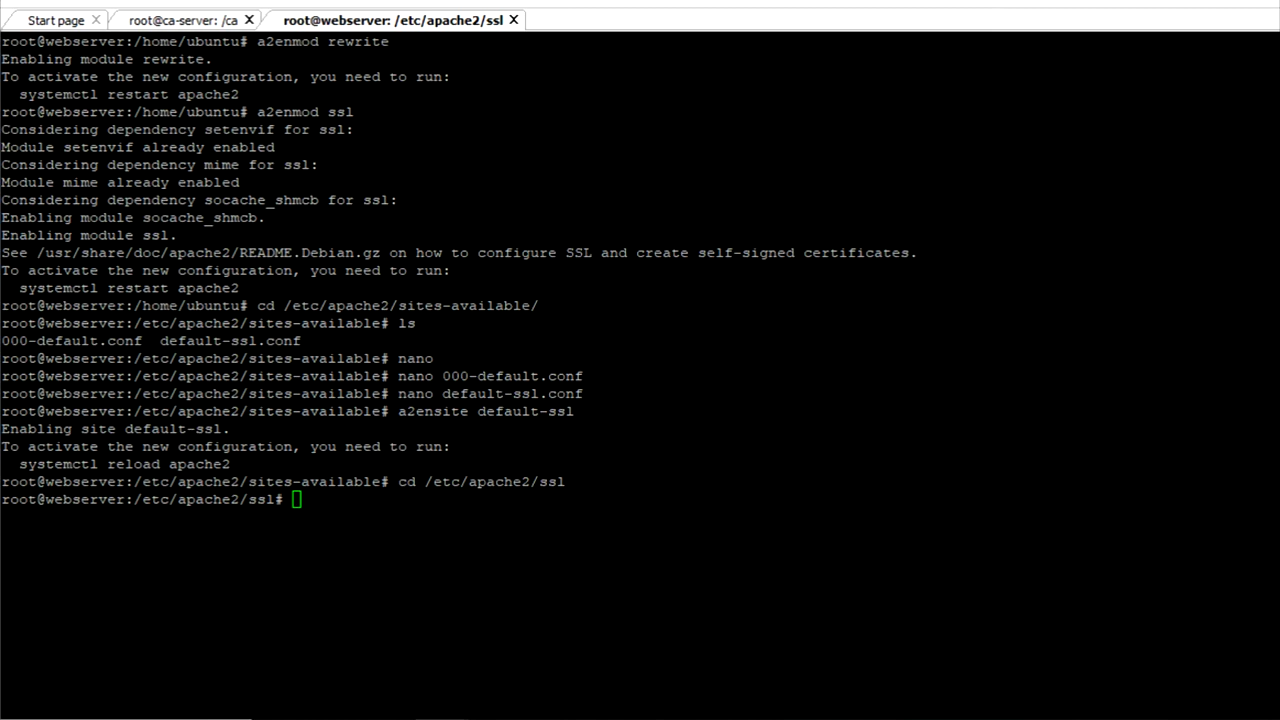 Start page
root@ca-server: /ca
root@webserver: /etc/apache2/ssl
root@webserver:/home/ubuntu# a2enmod rewrite
Enabling module rewrite.
To activate the new configuration, you need to run:
  systemctl restart apache2
root@webserver:/home/ubuntu# a2enmod ssl
Considering dependency setenvif for ssl:
Module setenvif already enabled
Considering dependency mime for ssl:
Module mime already enabled
Considering dependency socache_shmcb for ssl:
Enabling module socache_shmcb.
Enabling module ssl.
See /usr/share/doc/apache2/README.Debian.gz on how to configure SSL and create self-signed certificates.
To activate the new configuration, you need to run:
  systemctl restart apache2
root@webserver:/home/ubuntu# cd /etc/apache2/sites-available/
root@webserver:/etc/apache2/sites-available# ls
000-default.conf  default-ssl.conf
root@webserver:/etc/apache2/sites-available# nano
root@webserver:/etc/apache2/sites-available# nano 000-default.conf
root@webserver:/etc/apache2/sites-available# nano default-ssl.conf
root@webserver:/etc/apache2/sites-available# a2ensite default-ssl
Enabling site default-ssl.
To activate the new configuration, you need to run:
  systemctl reload apache2
root@webserver:/etc/apache2/sites-available# cd /etc/apache2/ssl
root@webserver:/etc/apache2/ssl#